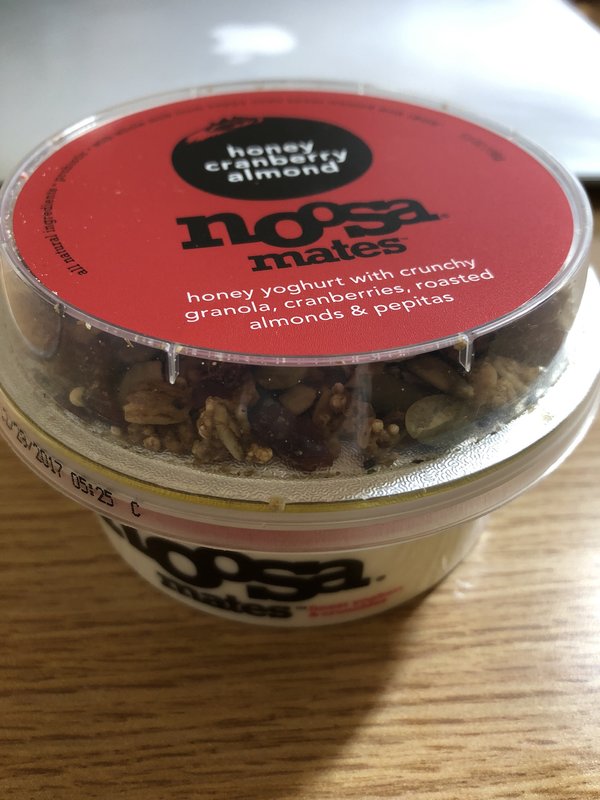 honey
cranberry
almond
noosa
mates
honey yoghurt with crunchy
granola, cranberries, roasted
almonds & pepitas
all natural ingredients
/2017 05:25 C
noosa
mates